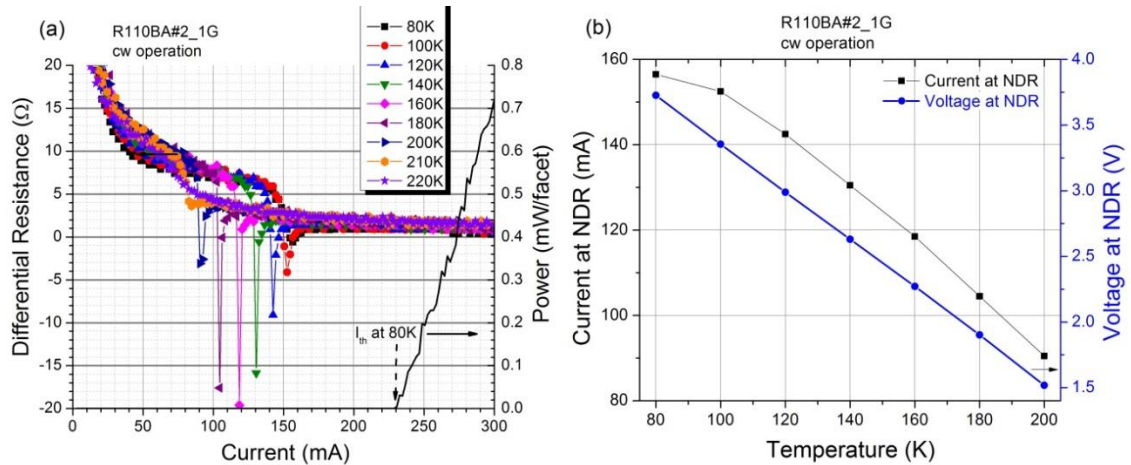 (a)
R110BA#2_1G
cw operation
80K
100K
120K
140K
160K
180K
200K
210K
220K
Differential Resistance (Ω)
20
15
10
5
0
-5
-10
-15
-20
0.8
0.7
0.6
0.5
0.4
0.3
0.2
0.1
0.0
Power (mW/facet)
I_th at 80K
0 50 100 150 200 250 300
Current (mA)
(b)
R110BA#2_1G
cw operation
Current at NDR
Voltage at NDR
Current at NDR (mA)
160
140
120
100
80
4.0
3.5
3.0
2.5
2.0
1.5
Voltage at NDR (V)
80 100 120 140 160 180 200
Temperature (K)